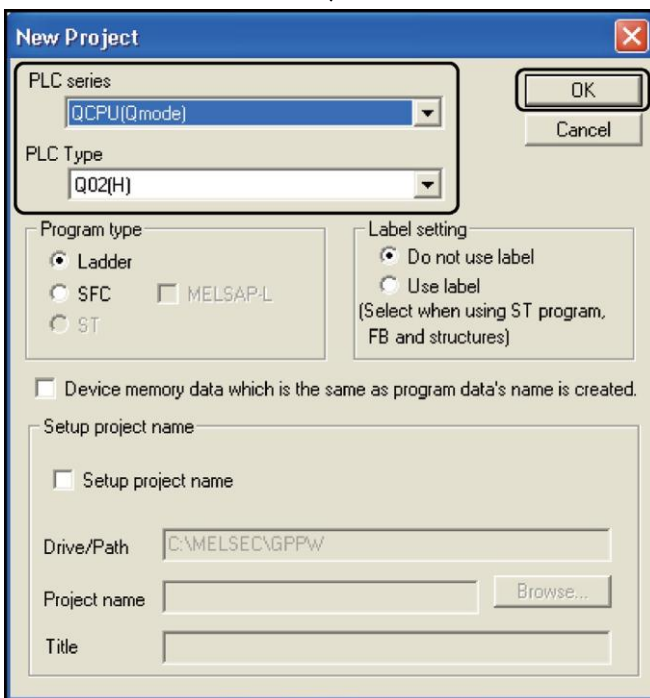 New Project
PLC series
QCPU(Qmode)
OK
Cancel
PLC Type
Q02(H)
Program type
Ladder
SFC
MELSAP-L
ST
Label setting
Do not use label
Use label
(Select when using ST program,
FB and structures)
Device memory data which is the same as program data's name is created.
Setup project name
Setup project name
Drive/Path
C:\MELSEC\GPPW
Project name
Browse...
Title